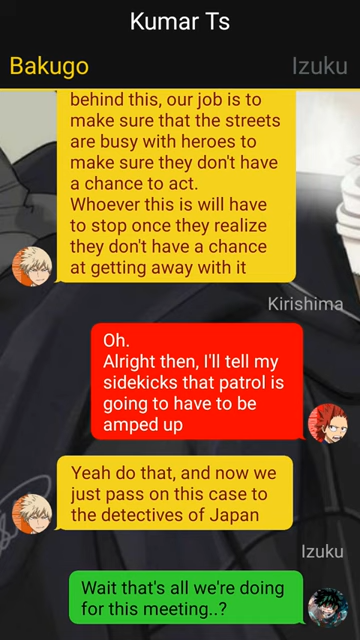 Kumar Ts
Bakugo
Izuku
behind this, our job is to
make sure that the streets
are busy with heroes to
make sure they don't have
a chance to act.
Whoever this is will have
to stop once they realize
they don't have a chance
at getting away with it
Kirishima
Oh.
Alright then, I'll tell my
sidekicks that patrol is
going to have to be
amped up
Yeah do that, and now we
just pass on this case to
the detectives of Japan
Izuku
Wait that's all we're doing
for this meeting..?